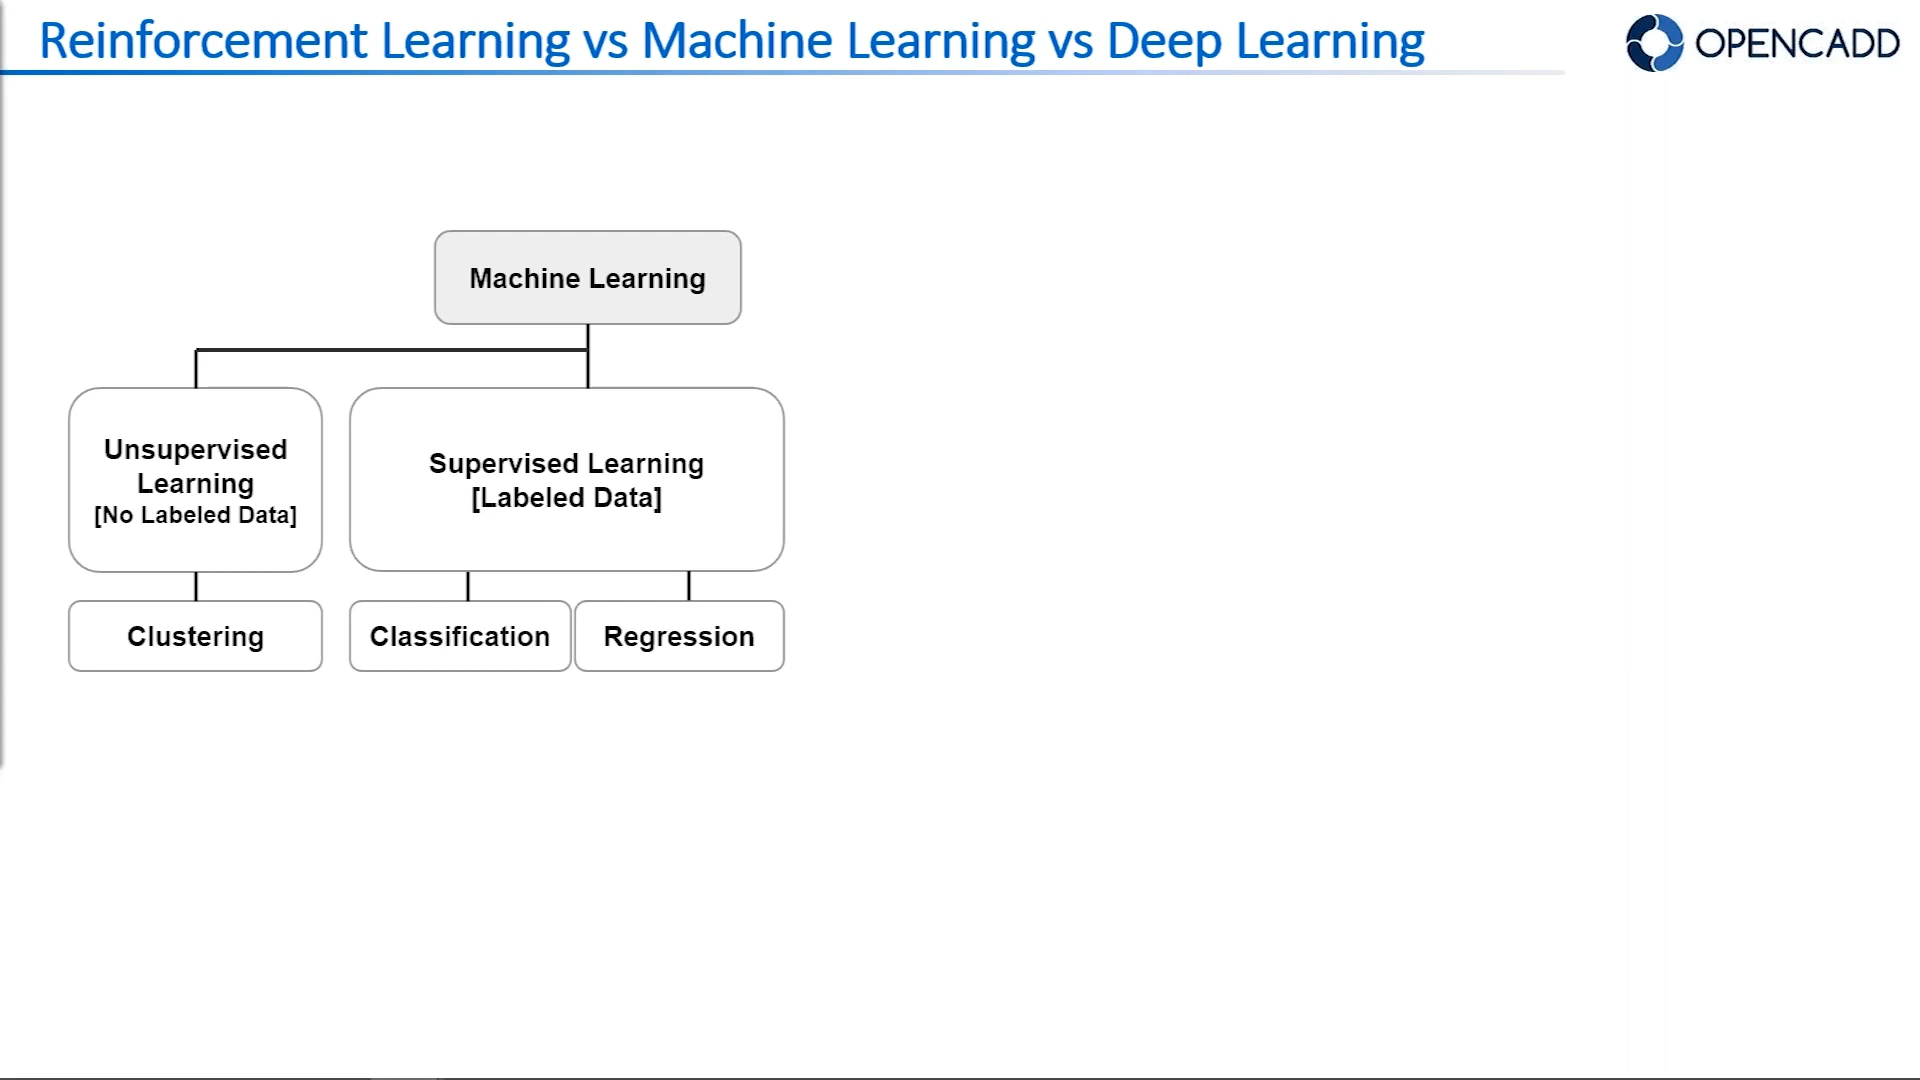 Reinforcement Learning vs Machine Learning vs Deep Learning
OPENCADD
Machine Learning
Unsupervised
Learning
[No Labeled Data]
Supervised Learning
[Labeled Data]
Clustering
Classification
Regression